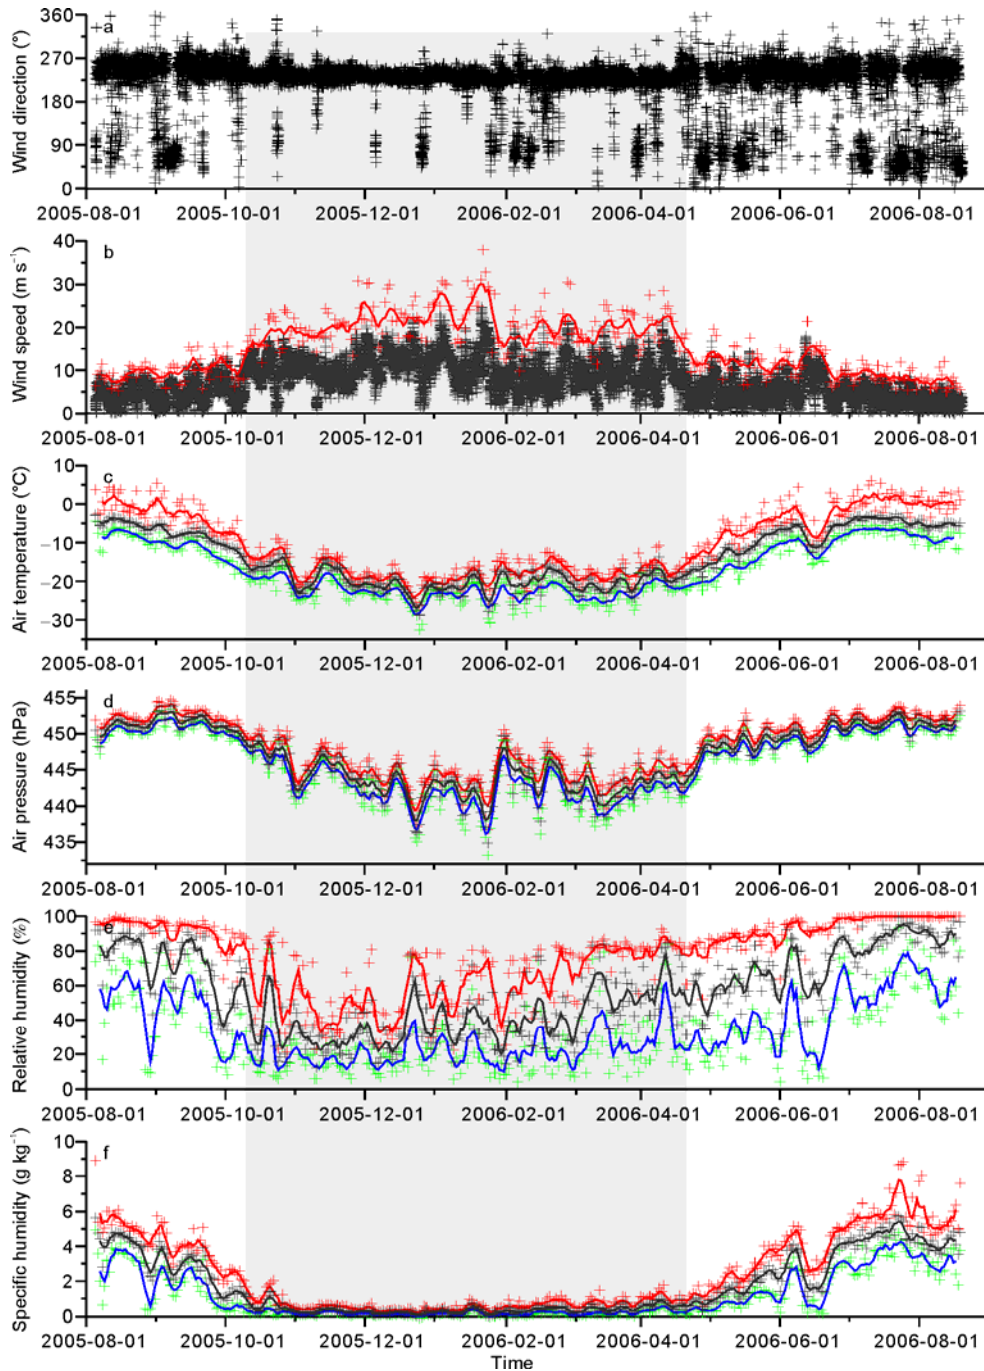 a
Wind direction (°)
360
270
180
90
0
2005-08-01 2005-10-01 2005-12-01 2006-02-01 2006-04-01 2006-06-01 2006-08-01
b
Wind speed (m s⁻¹)
40
30
20
10
0
2005-08-01 2005-10-01 2005-12-01 2006-02-01 2006-04-01 2006-06-01 2006-08-01
c
Air temperature (°C)
10
0
−10
−20
−30
2005-08-01 2005-10-01 2005-12-01 2006-02-01 2006-04-01 2006-06-01 2006-08-01
d
Air pressure (hPa)
455
450
445
440
435
2005-08-01 2005-10-01 2005-12-01 2006-02-01 2006-04-01 2006-06-01 2006-08-01
e
Relative humidity (%)
100
80
60
40
20
0
2005-08-01 2005-10-01 2005-12-01 2006-02-01 2006-04-01 2006-06-01 2006-08-01
f
Specific humidity (g kg⁻¹)
10
8
6
4
2
0
2005-08-01 2005-10-01 2005-12-01 2006-02-01 2006-04-01 2006-06-01 2006-08-01
Time